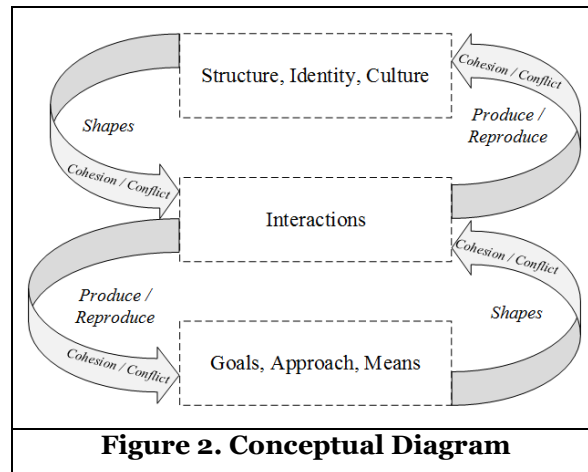 Structure, Identity, Culture
Cohesion / Conflict
Shapes
Produce /
Reproduce
Cohesion / Conflict
Interactions
Cohesion / Conflict
Produce /
Reproduce
Shapes
Cohesion / Conflict
Goals, Approach, Means
Figure 2. Conceptual Diagram